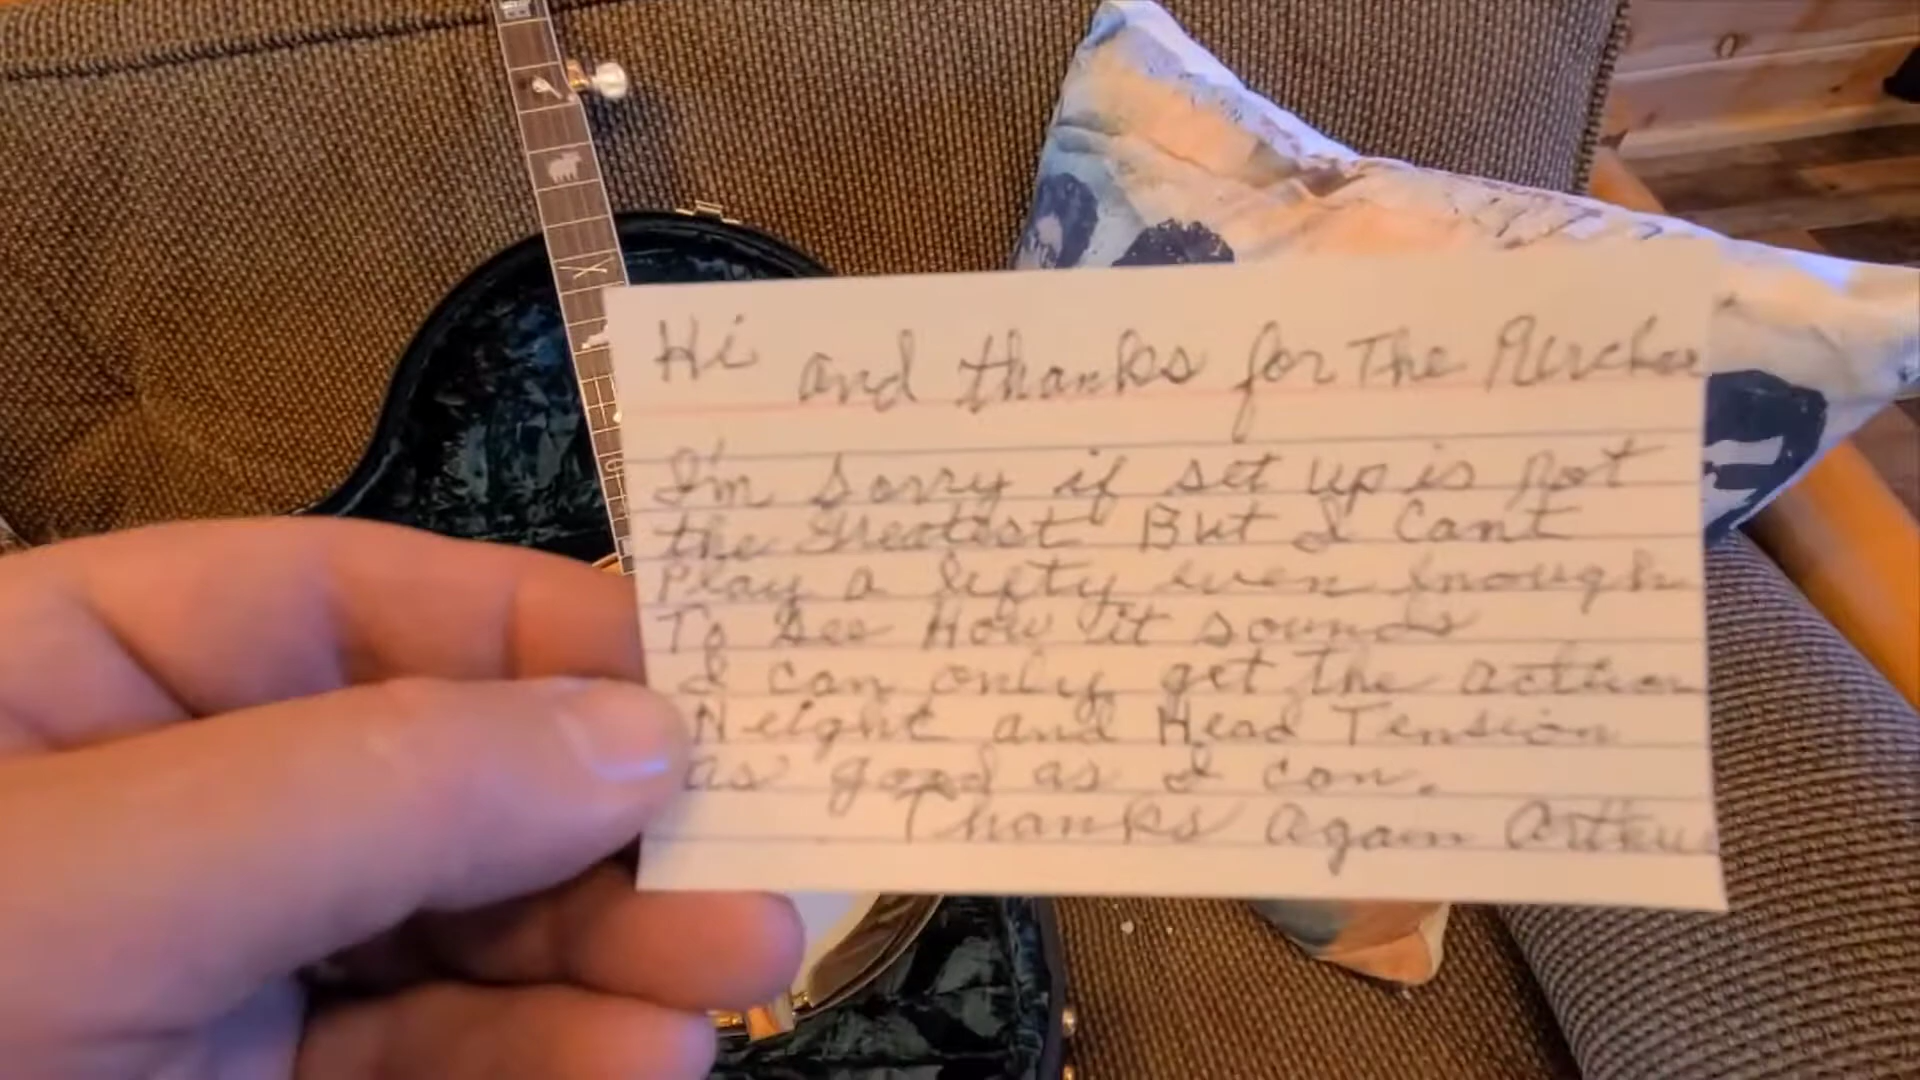 Hi and thanks for The Purchase
I'm sorry if set up is not
the greatest But I Cant
Play a lefty even Enough
To See How it sounds
I can only get the action
Height and Head Tension
as good as I can.
Thanks Again Arthur